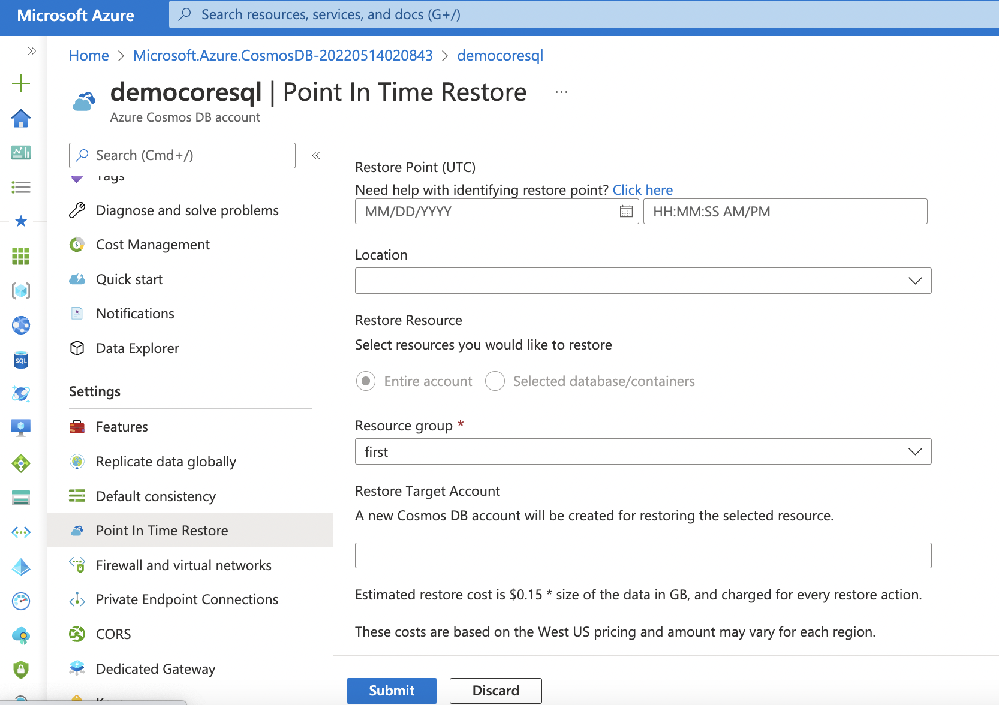 Microsoft Azure
Search resources, services, and docs (G+/)
Home > Microsoft.Azure.CosmosDB-20220514020843 > democoresql
democoresql | Point In Time Restore ...
Azure Cosmos DB account
Search (Cmd+/)
Tags
Diagnose and solve problems
Cost Management
Quick start
Notifications
Data Explorer
Settings
Features
Replicate data globally
Default consistency
Point In Time Restore
Firewall and virtual networks
Private Endpoint Connections
CORS
Dedicated Gateway
SQL
Restore Point (UTC)
Need help with identifying restore point? Click here
MM/DD/YYYY
HH:MM:SS AM/PM
Location
Restore Resource
Select resources you would like to restore
Entire account
Selected database/containers
Resource group *
first
Restore Target Account
A new Cosmos DB account will be created for restoring the selected resource.
Estimated restore cost is $0.15 * size of the data in GB, and charged for every restore action.
These costs are based on the West US pricing and amount may vary for each region.
Submit
Discard